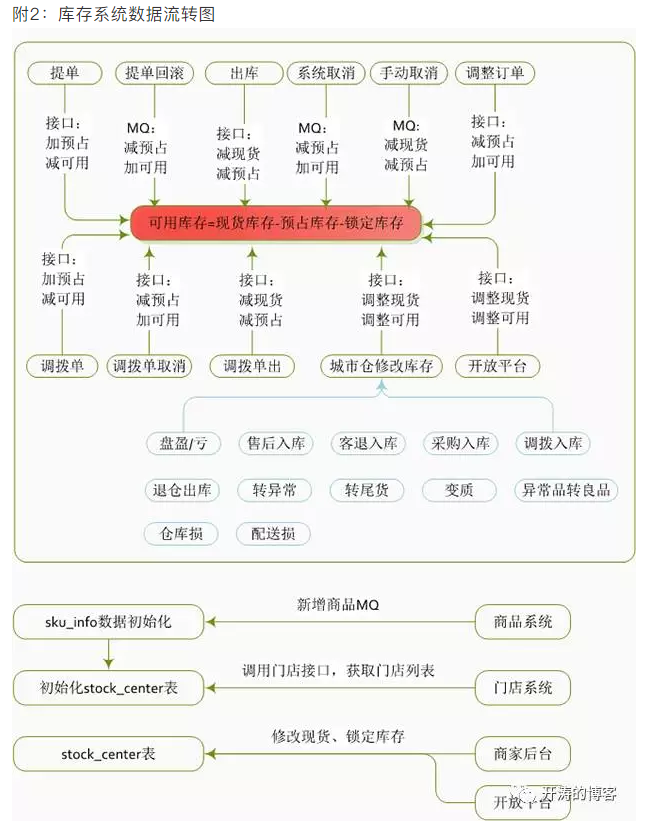 附2：库存系统数据流转图
提单 提单回滚 出库 系统取消 手动取消 调整订单
接口：
加预占
减可用
MQ：
减预占
加可用
接口：
减现货
减预占
MQ：
减预占
加可用
MQ：
减现货
减预占
接口：
减预占
加可用
可用库存=现货库存-预占库存-锁定库存
接口：
加预占
减可用
接口：
减预占
加可用
接口：
减现货
减预占
接口：
调整现货
调整可用
接口：
调整现货
调整可用
调拨单 调拨单取消 调拨单出 城市仓修改库存 开放平台
盘盈/亏 售后入库 客退入库 采购入库 调拨入库
退仓出库 转异常 转尾货 变质 异常品转良品
仓库损 配送损
sku_info数据初始化 新增商品MQ 商品系统
初始化stock_center表 调用门店接口，获取门店列表 门店系统
stock_center表 修改现货、锁定库存 商家后台
开放平台
开涛的博客